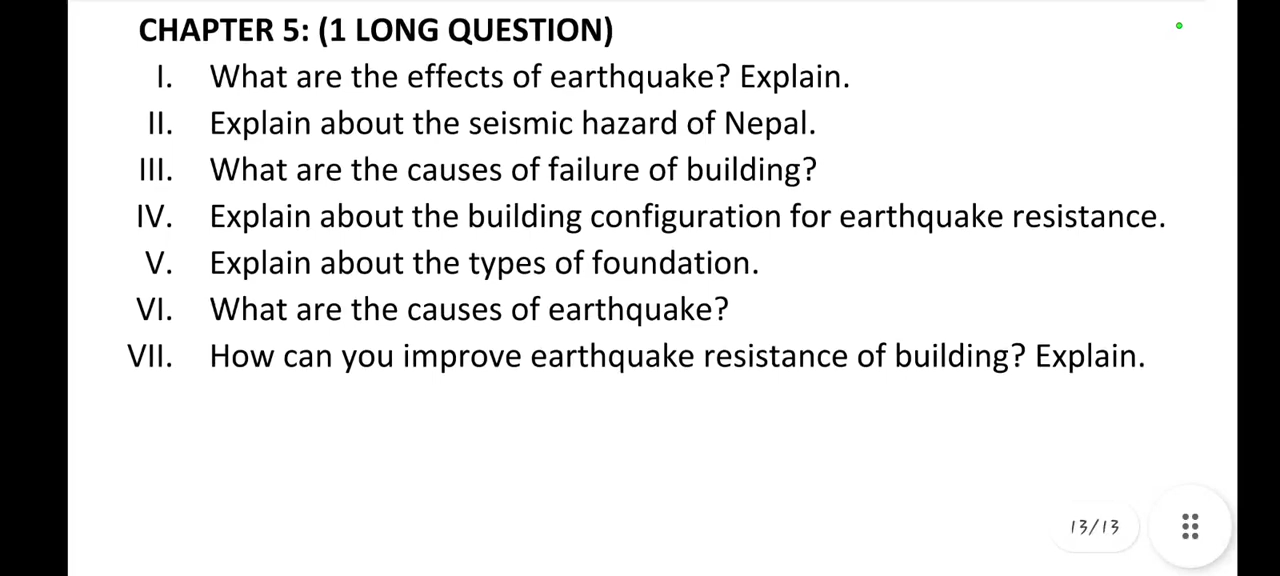 CHAPTER 5: (1 LONG QUESTION)
I. What are the effects of earthquake? Explain.
II. Explain about the seismic hazard of Nepal.
III. What are the causes of failure of building?
IV. Explain about the building configuration for earthquake resistance.
V. Explain about the types of foundation.
VI. What are the causes of earthquake?
VII. How can you improve earthquake resistance of building? Explain.
13/13